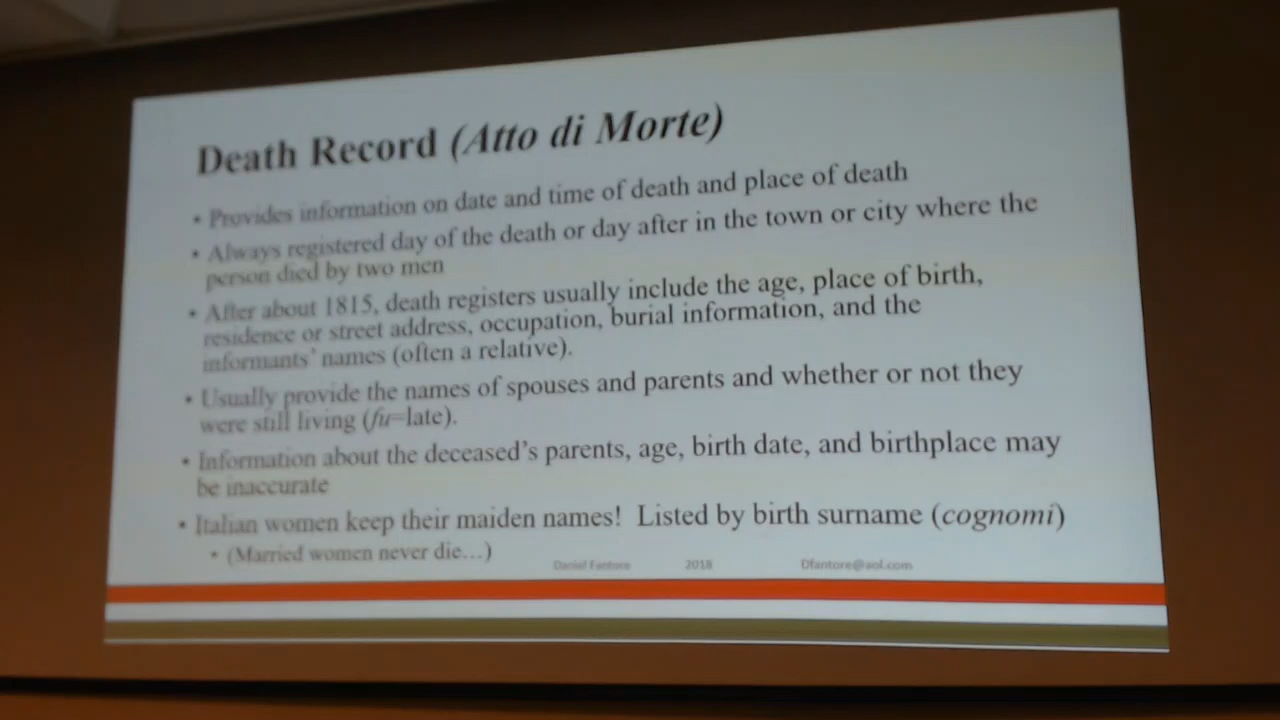 Death Record (Atto di Morte)
• Provides information on date and time of death and place of death
• Always registered day of the death or day after in the town or city where the
person died by two men
• After about 1815, death registers usually include the age, place of birth,
residence or street address, occupation, burial information, and the
informants' names (often a relative).
• Usually provide the names of spouses and parents and whether or not they
were still living (fu=late).
• Information about the deceased's parents, age, birth date, and birthplace may
be inaccurate
• Italian women keep their maiden names! Listed by birth surname (cognomi)
• (Married women never die…)
Daniel Fantore 2018 Dfantore@aol.com